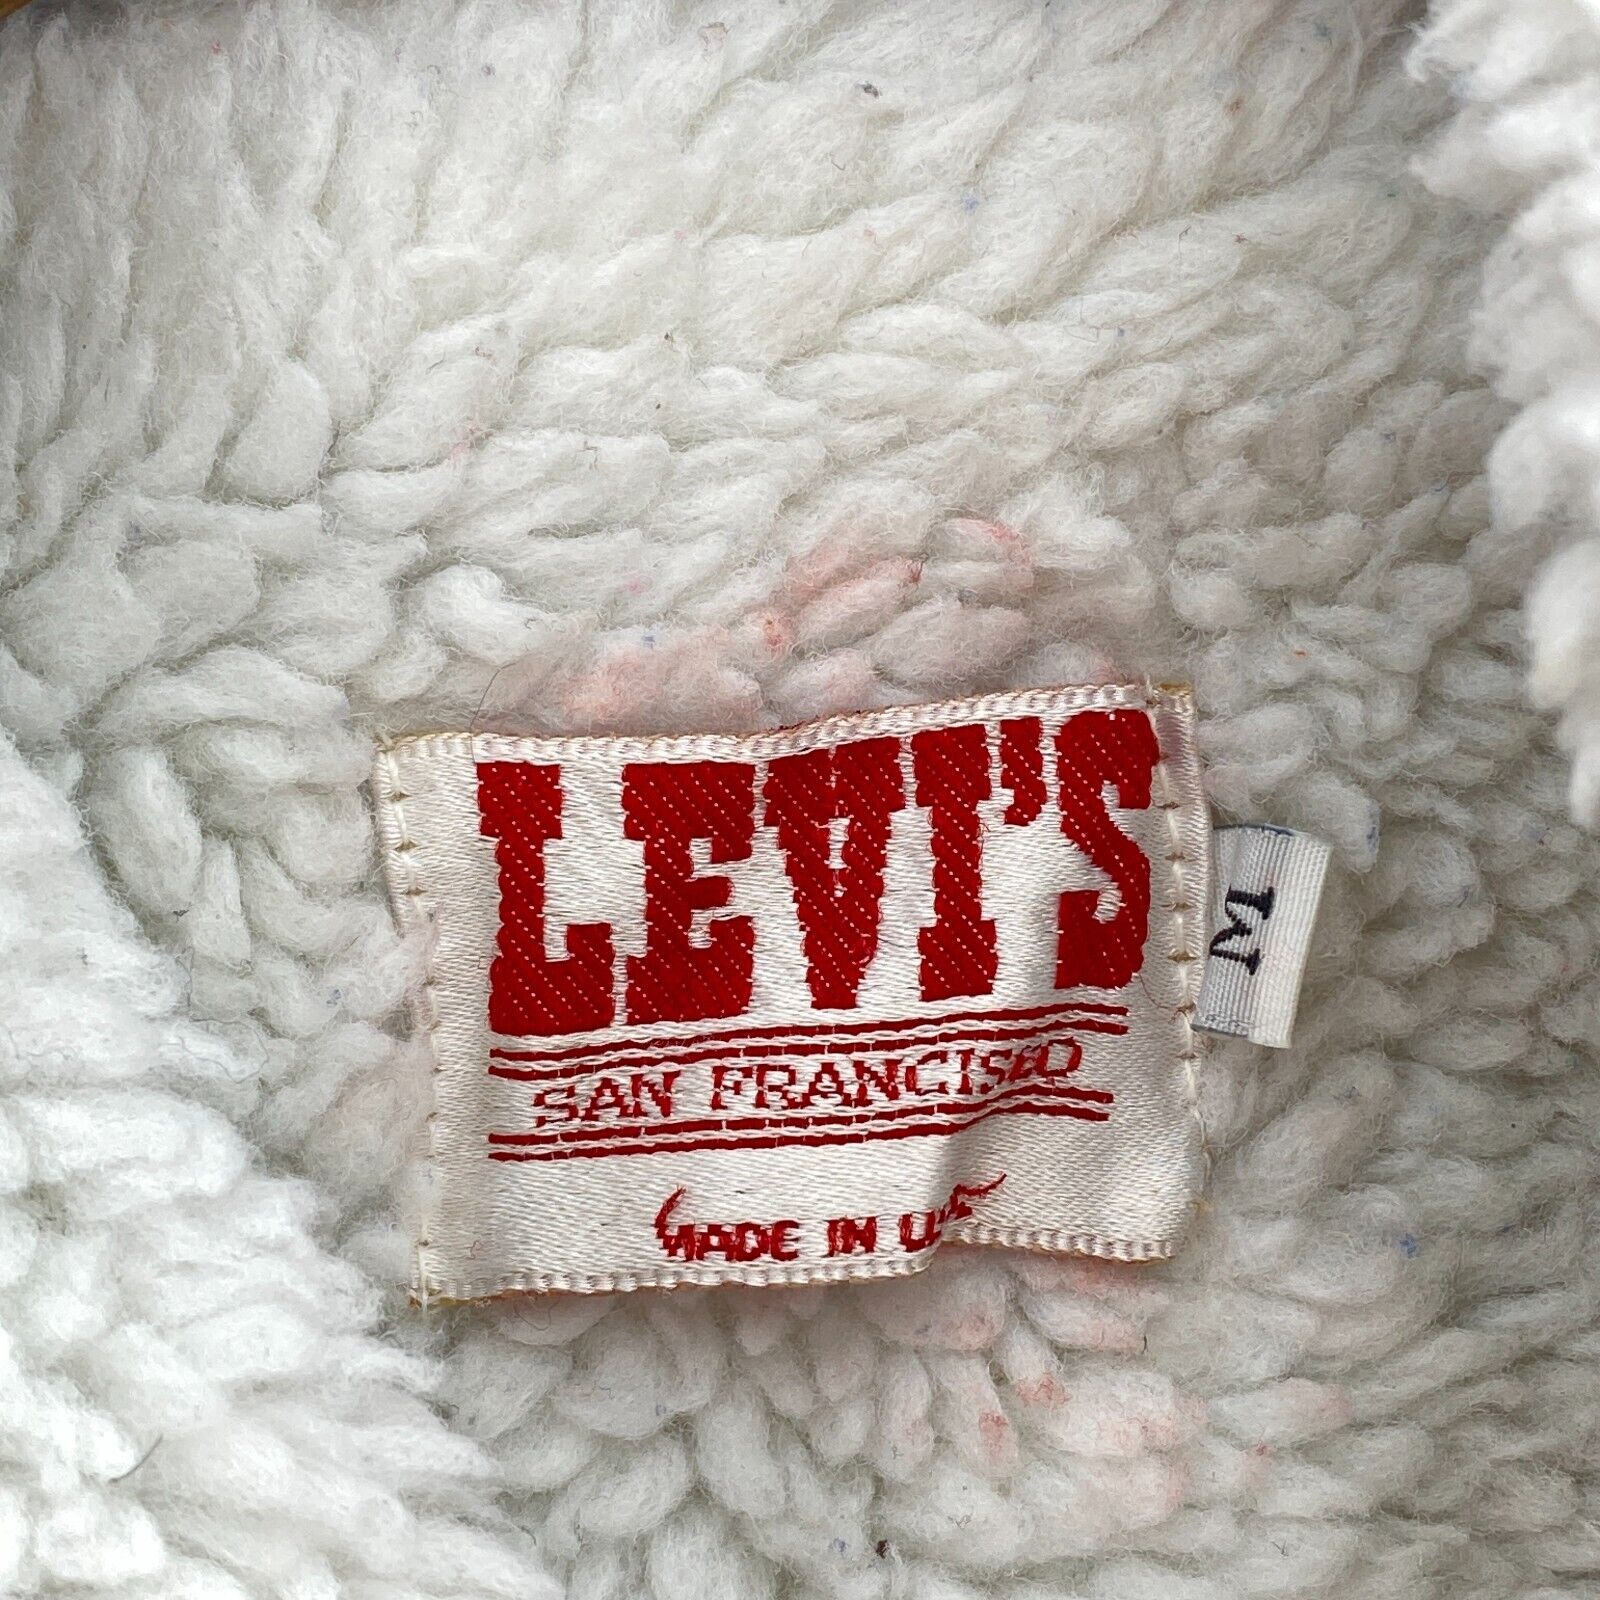 LEVI'S
SAN FRANCISCO
MADE IN
M